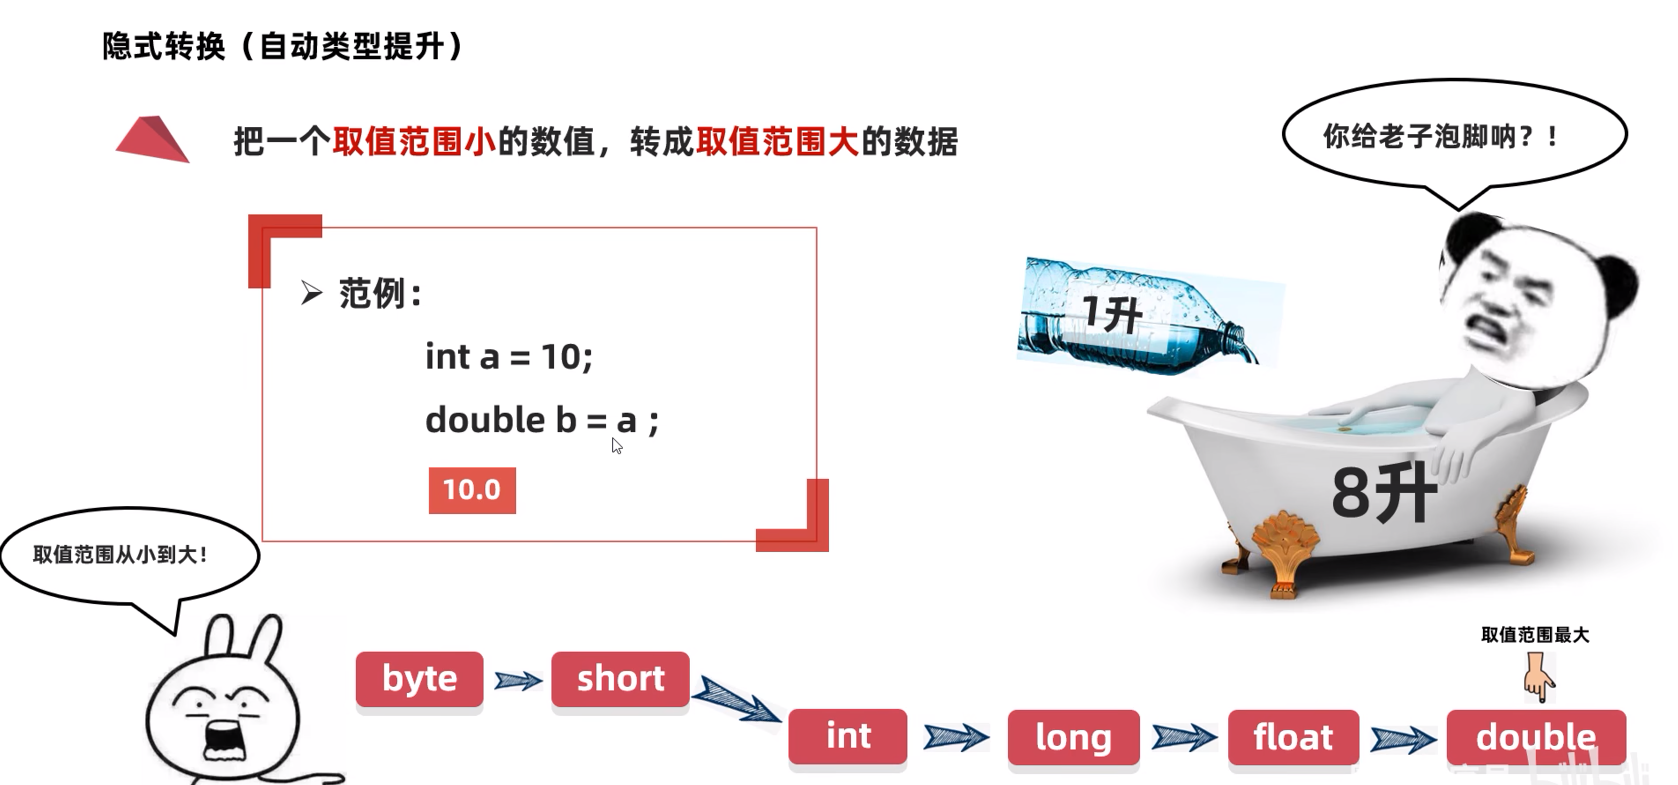 隐式转换（自动类型提升）
把一个取值范围小的数值，转成取值范围大的数据
你给老子泡脚呐？！
范例：
int a = 10;
double b = a ;
10.0
1升
8升
取值范围从小到大！
取值范围最大
byte
short
int
long
float
double
bilibili